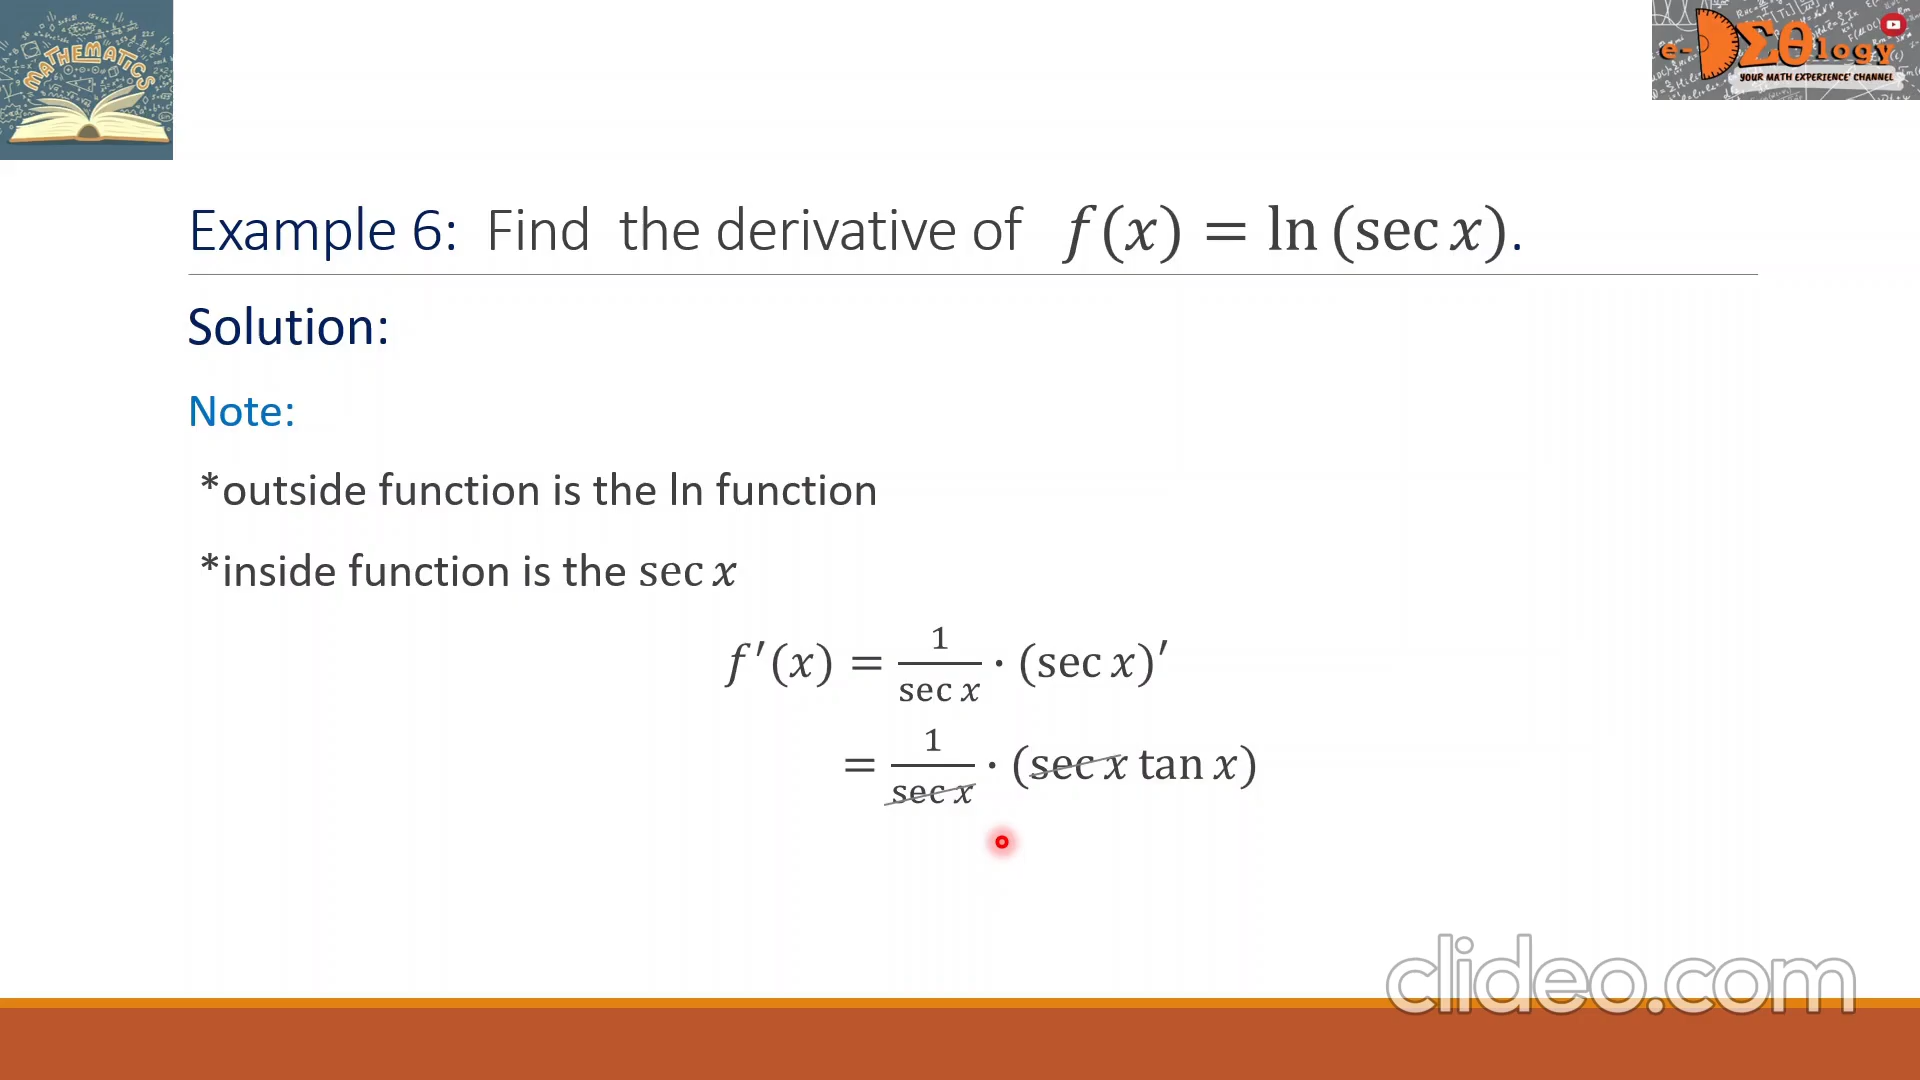 MATHEMATICS
e-DΣθlogy
YOUR MATH EXPERIENCE' CHANNEL
Example 6: Find the derivative of f(x) = ln (sec x).
Solution:
Note:
*outside function is the ln function
*inside function is the sec x
f′(x) = 1/sec x · (sec x)′
= 1/sec x · (sec x tan x)
clideo.com